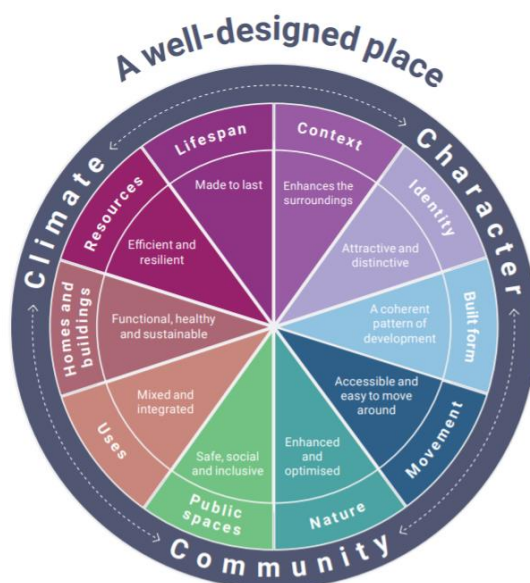 A well-designed place
Climate
Character
Community
Context
Enhances the
surroundings
Identity
Attractive and
distinctive
Built form
A coherent
pattern of
development
Movement
Accessible and
easy to move
around
Nature
Enhanced
and
optimised
Public
spaces
Safe, social
and inclusive
Uses
Mixed and
integrated
Homes and
buildings
Functional, healthy
and sustainable
Resources
Efficient and
resilient
Lifespan
Made to last